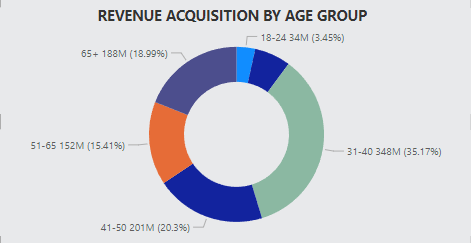 REVENUE ACQUISITION BY AGE GROUP
18-24 34M (3.45%)
65+ 188M (18.99%)
51-65 152M (15.41%)
31-40 348M (35.17%)
41-50 201M (20.3%)